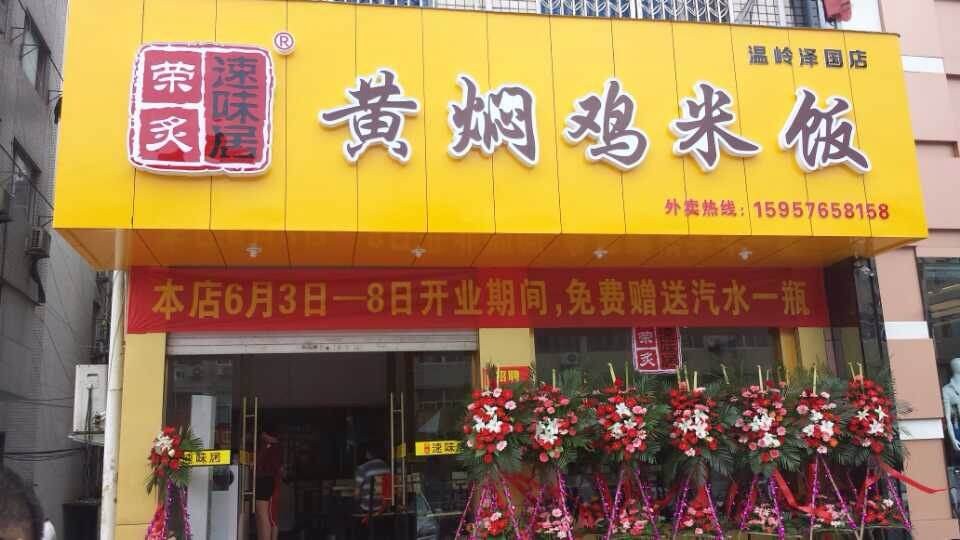 温岭泽国店
荣炙
速味居
®
黄焖鸡米饭
外卖热线：15957658158
本店6月3日—8日开业期间，免费赠送汽水一瓶
荣炙
招聘
味居
速味居